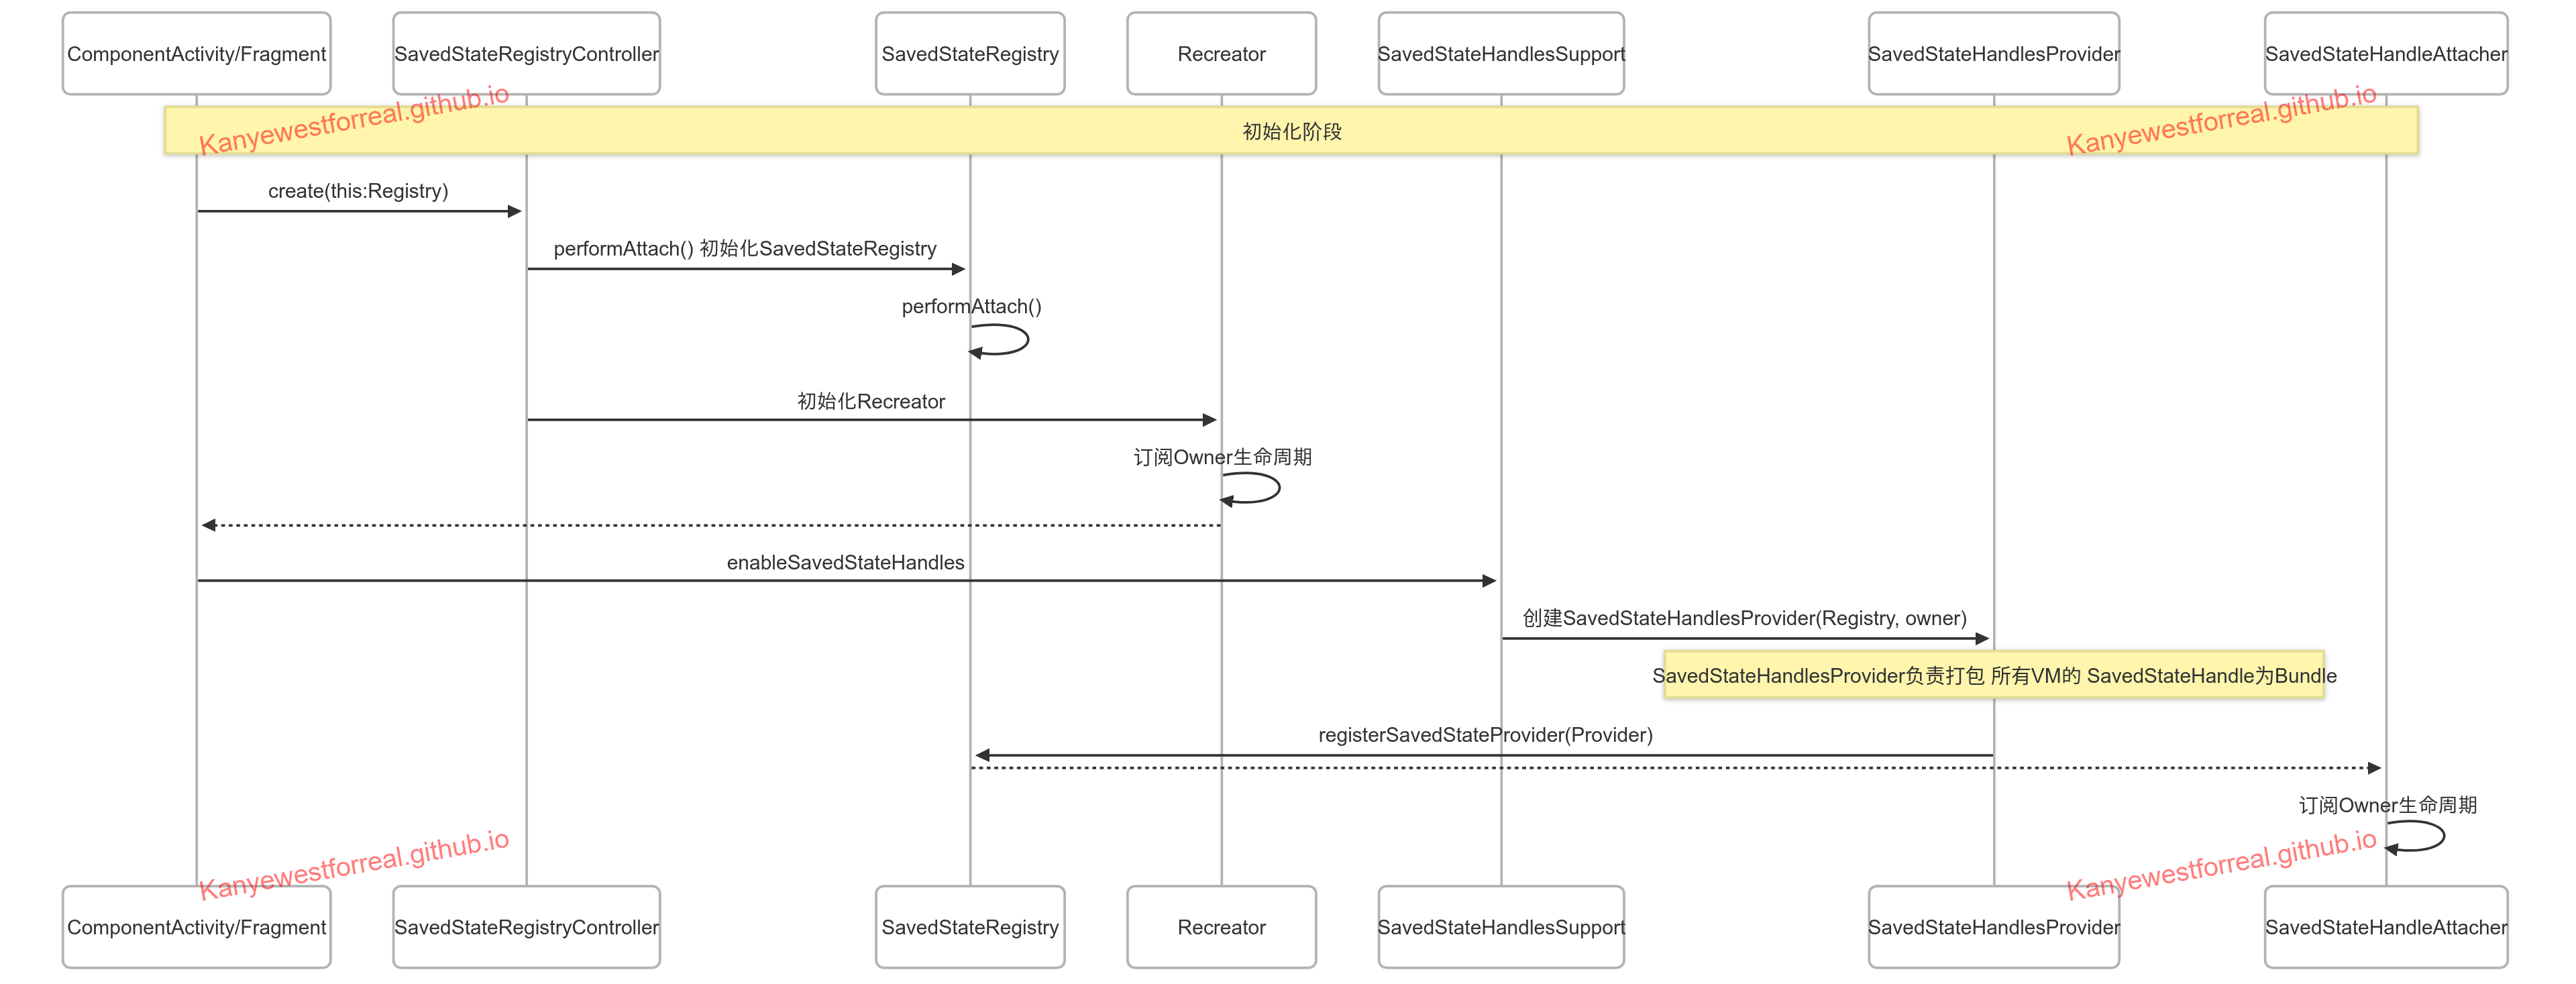 ComponentActivity/Fragment
SavedStateRegistryController
SavedStateRegistry
Recreator
SavedStateHandlesSupport
SavedStateHandlesProvider
SavedStateHandleAttacher
Kanyewestforreal.github.io
初始化阶段
Kanyewestforreal.github.io
create(this:Registry)
performAttach() 初始化SavedStateRegistry
performAttach()
初始化Recreator
订阅Owner生命周期
enableSavedStateHandles
创建SavedStateHandlesProvider(Registry, owner)
SavedStateHandlesProvider负责打包 所有VM的 SavedStateHandle为Bundle
registerSavedStateProvider(Provider)
订阅Owner生命周期
Kanyewestforreal.github.io
Kanyewestforreal.github.io
ComponentActivity/Fragment
SavedStateRegistryController
SavedStateRegistry
Recreator
SavedStateHandlesSupport
SavedStateHandlesProvider
SavedStateHandleAttacher